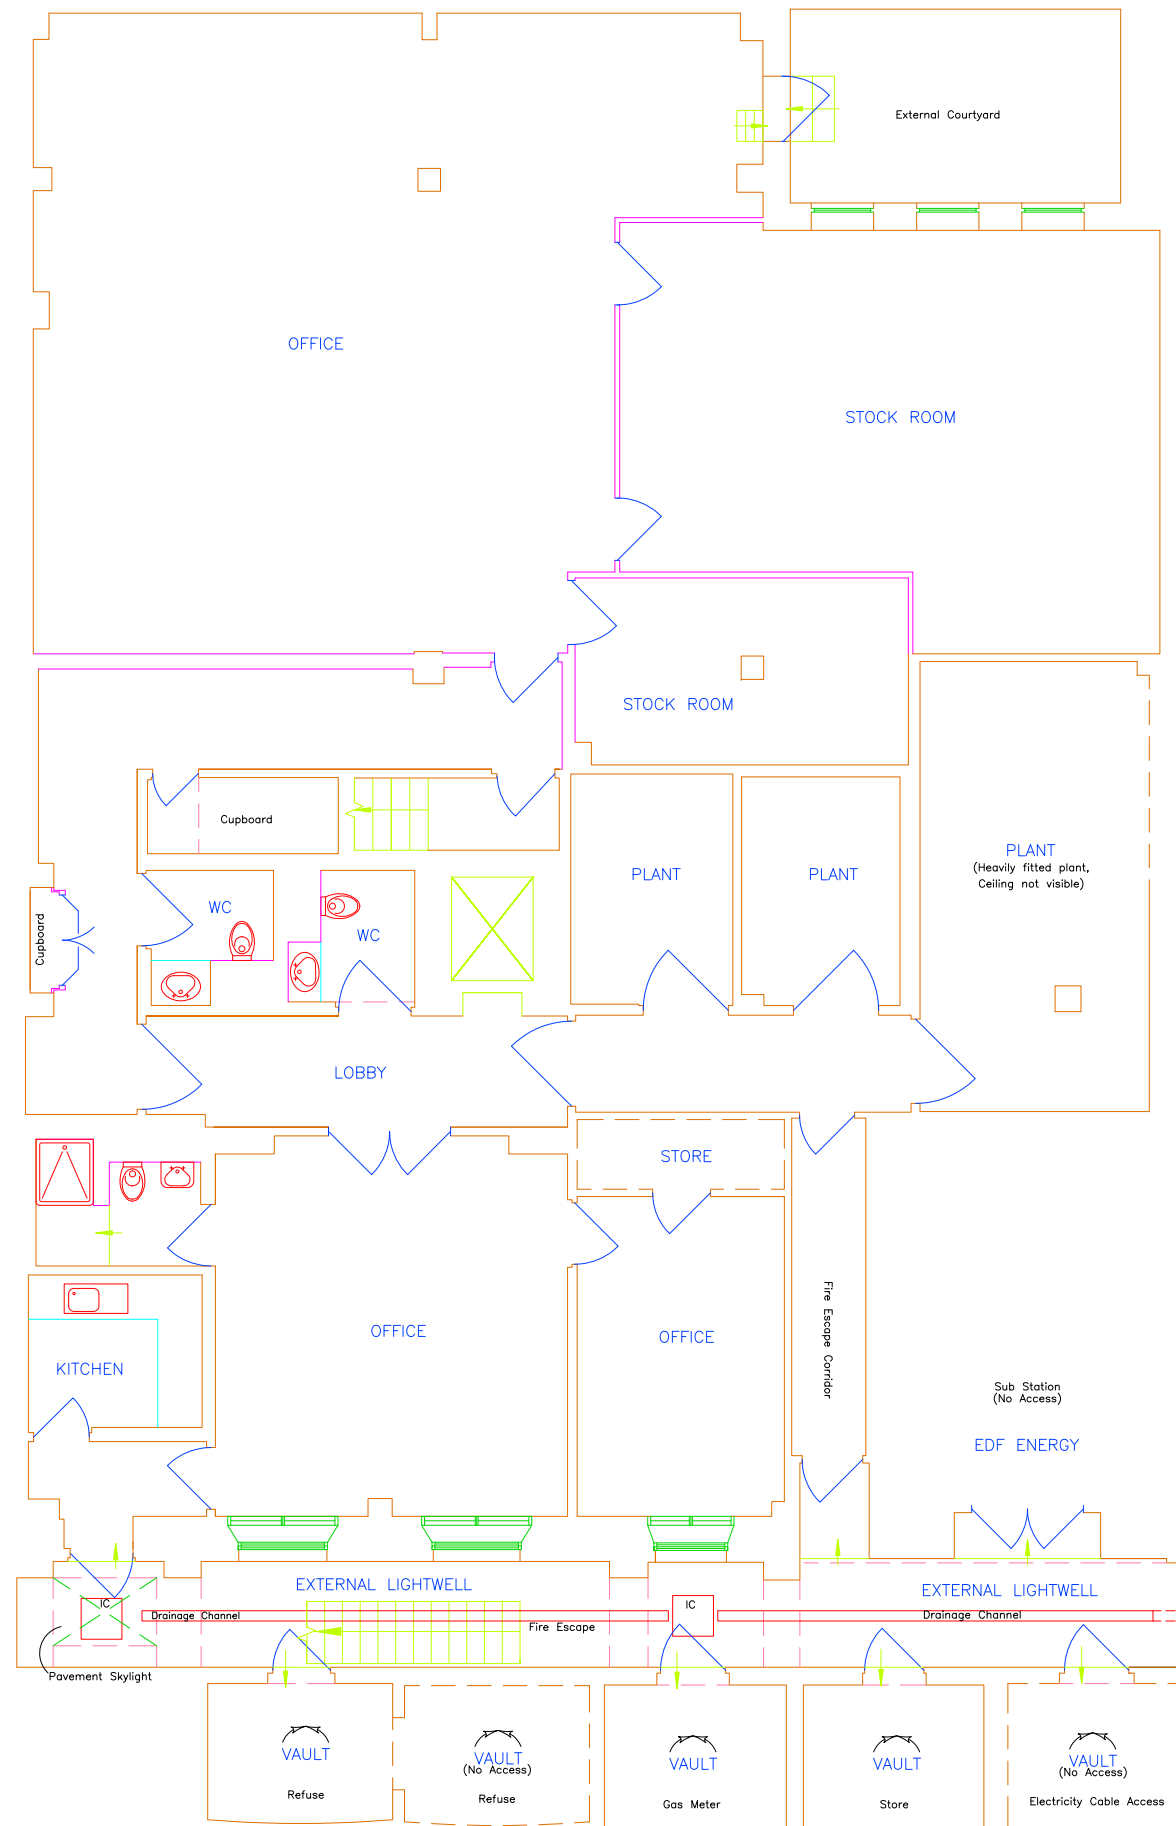 External Courtyard
OFFICE
STOCK ROOM
STOCK ROOM
Cupboard
PLANT
(Heavily fitted plant,
Ceiling not visible)
PLANT
PLANT
WC
WC
Cupboard
LOBBY
STORE
Fire Escape Corridor
OFFICE
OFFICE
KITCHEN
Sub Station
(No Access)
EDF ENERGY
EXTERNAL LIGHTWELL
EXTERNAL LIGHTWELL
IC
IC
Drainage Channel
Drainage Channel
Fire Escape
Pavement Skylight
VAULT
Refuse
VAULT
(No Access)
Refuse
VAULT
Gas Meter
VAULT
Store
VAULT
(No Access)
Electricity Cable Access